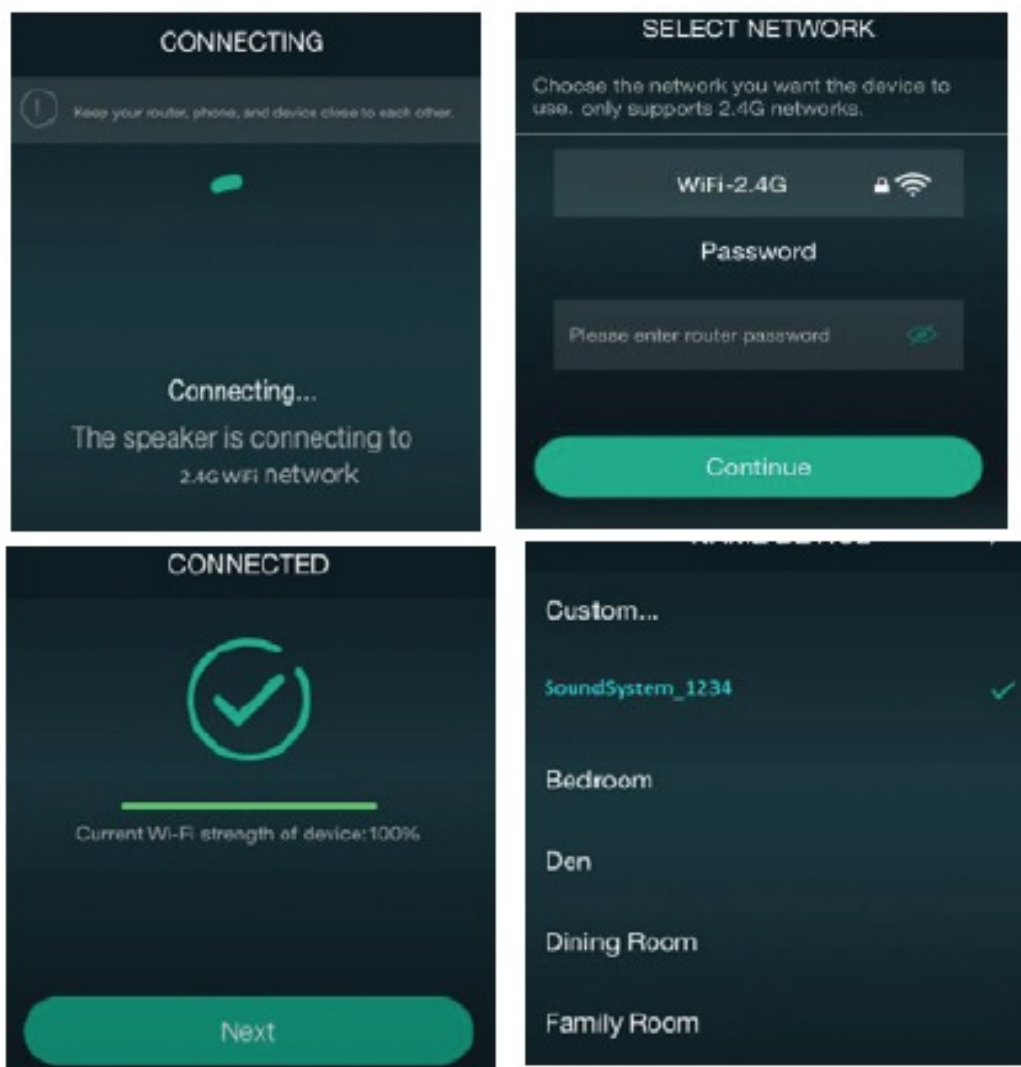 CONNECTING
Keep your router, phone, and device close to each other.
Connecting...
The speaker is connecting to
2.4G WiFi network
SELECT NETWORK
Choose the network you want the device to
use. only supports 2.4G networks.
WiFi-2.4G
Password
Please enter router password
Continue
CONNECTED
Current Wi-Fi strength of device:100%
Next
NAME DEVICE
Custom...
SoundSystem_1234
Bedroom
Den
Dining Room
Family Room